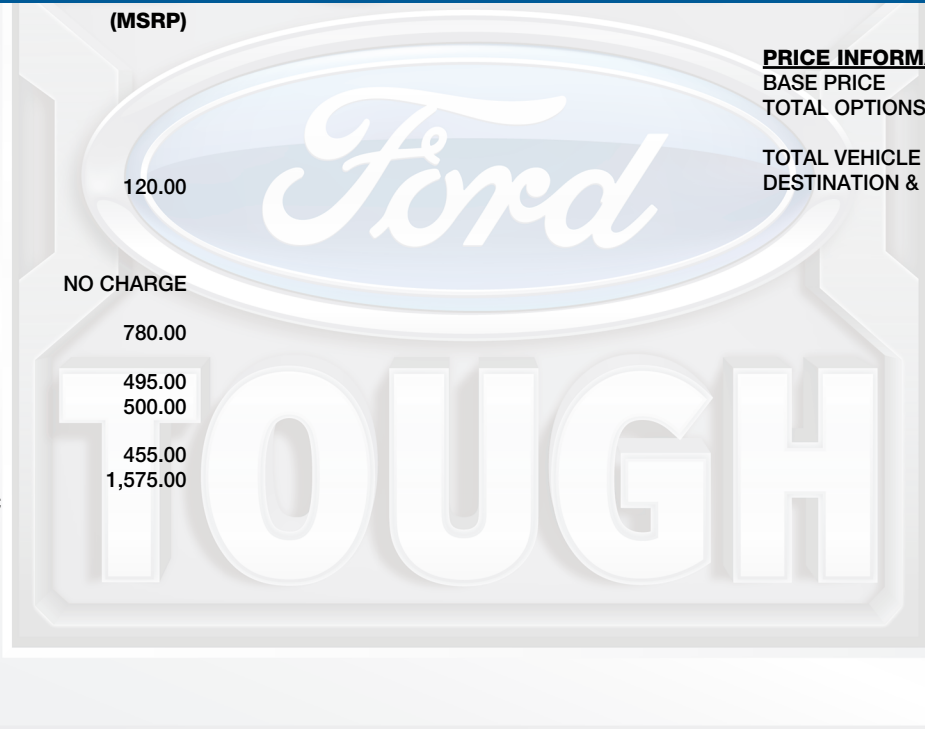 (MSRP)
120.00
NO CHARGE
780.00
495.00
500.00
455.00
1,575.00
PRICE INFORM
BASE PRICE
TOTAL OPTIONS
TOTAL VEHICLE
DESTINATION &
Ford
TOUGH